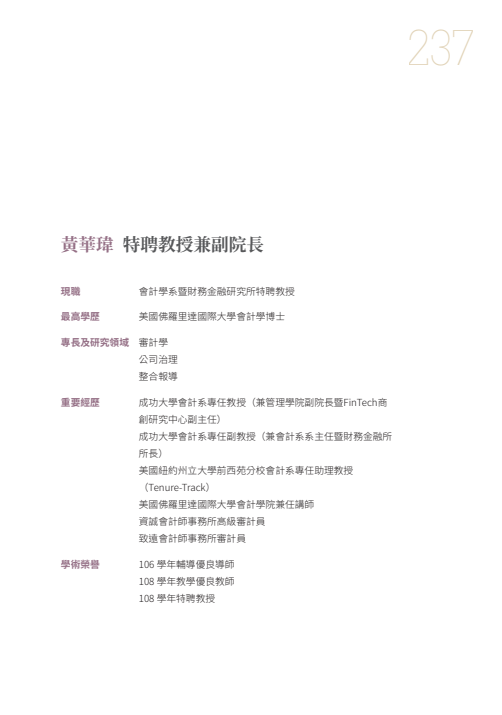 237
黃華瑋 特聘教授兼副院長
現職 會計學系暨財務金融研究所特聘教授
最高學歷 美國佛羅里達國際大學會計學博士
專長及研究領域 審計學
公司治理
整合報導
重要經歷 成功大學會計系專任教授（兼管理學院副院長暨FinTech商
創研究中心副主任）
成功大學會計系專任副教授（兼會計系系主任暨財務金融所
所長）
美國紐約州立大學前西苑分校會計系專任助理教授
（Tenure-Track）
美國佛羅里達國際大學會計學院兼任講師
資誠會計師事務所高級審計員
致遠會計師事務所審計員
學術榮譽 106 學年輔導優良導師
108 學年教學優良教師
108 學年特聘教授